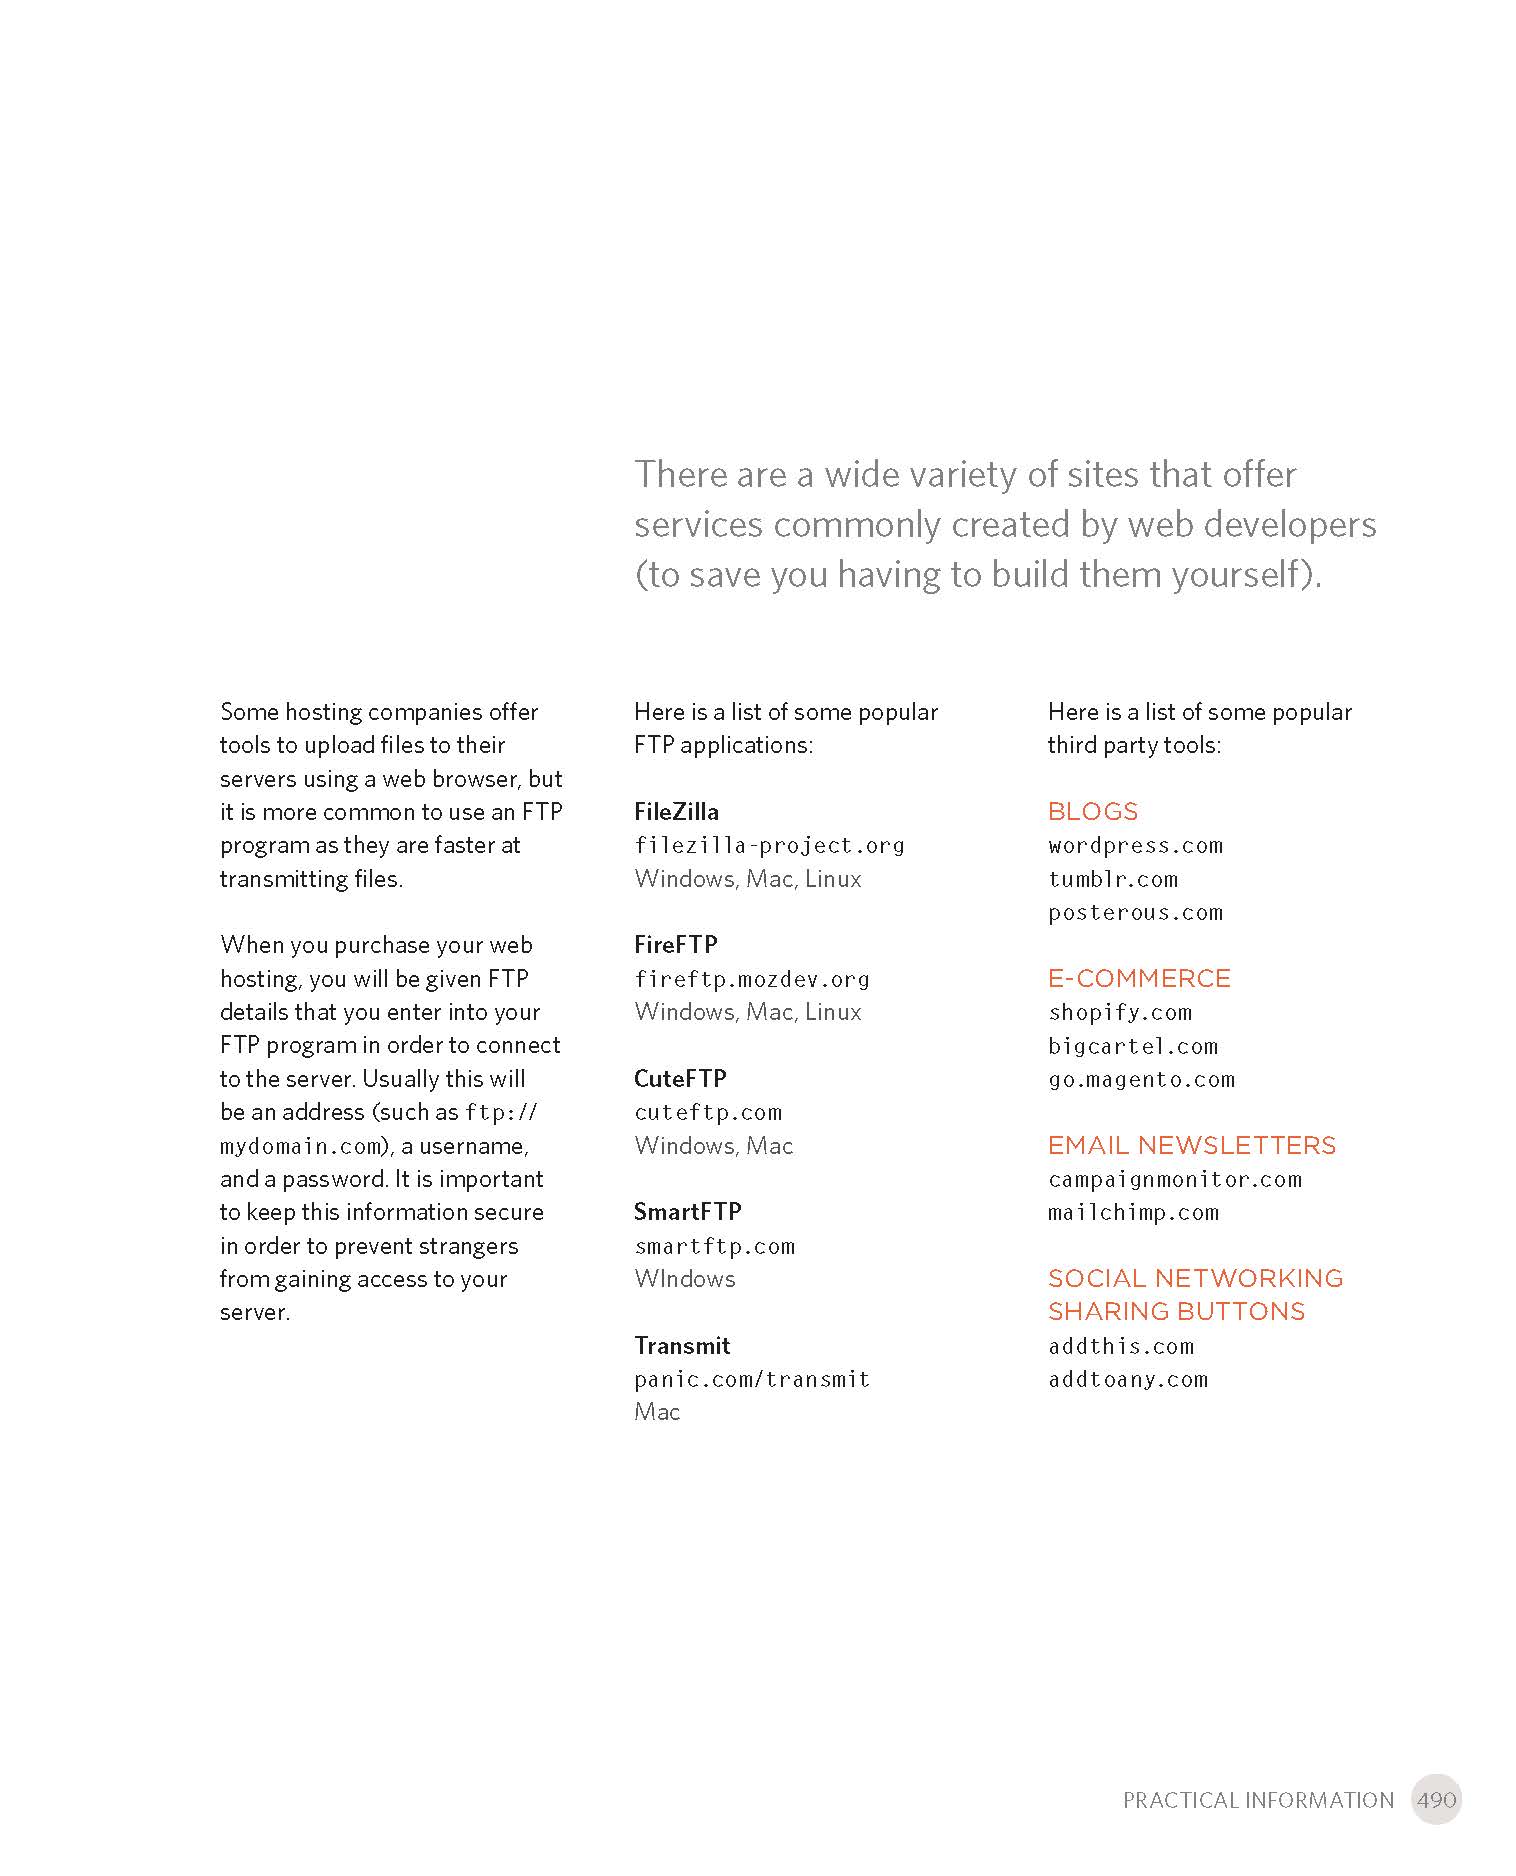 There are a wide variety of sites that offer
services commonly created by web developers
(to save you having to build them yourself).
Some hosting companies offer
tools to upload files to their
servers using a web browser, but
it is more common to use an FTP
program as they are faster at
transmitting files.
When you purchase your web
hosting, you will be given FTP
details that you enter into your
FTP program in order to connect
to the server. Usually this will
be an address (such as ftp://
mydomain.com), a username,
and a password. It is important
to keep this information secure
in order to prevent strangers
from gaining access to your
server.
Here is a list of some popular
FTP applications:
FileZilla
filezilla-project.org
Windows, Mac, Linux
FireFTP
fireftp.mozdev.org
Windows, Mac, Linux
CuteFTP
cuteftp.com
Windows, Mac
SmartFTP
smartftp.com
WIndows
Transmit
panic.com/transmit
Mac
Here is a list of some popular
third party tools:
BLOGS
wordpress.com
tumblr.com
posterous.com
E-COMMERCE
shopify.com
bigcartel.com
go.magento.com
EMAIL NEWSLETTERS
campaignmonitor.com
mailchimp.com
SOCIAL NETWORKING
SHARING BUTTONS
addthis.com
addtoany.com
PRACTICAL INFORMATION 490